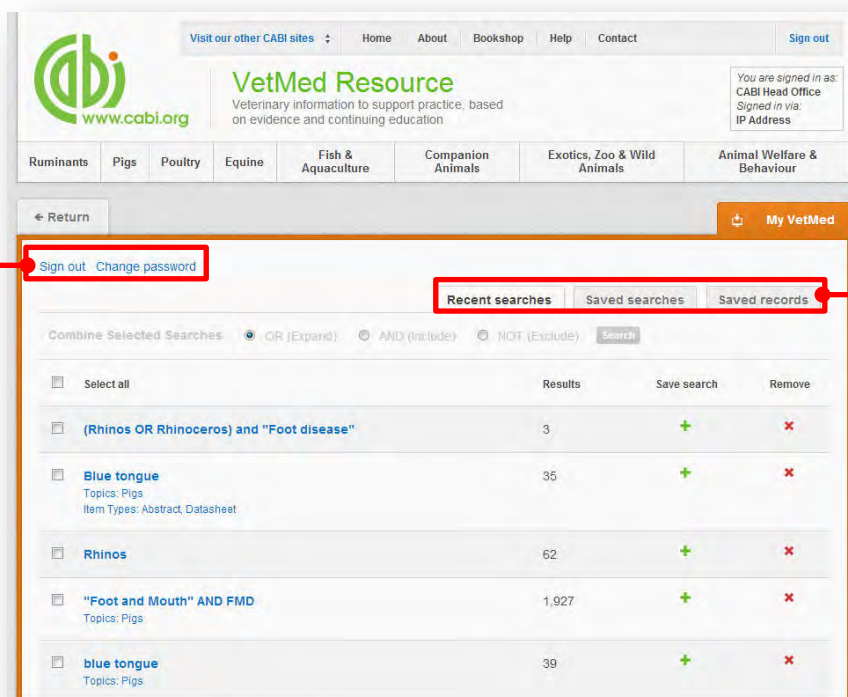 Visit our other CABI sites Home About Bookshop Help Contact Sign out
cabi
www.cabi.org
VetMed Resource
Veterinary information to support practice, based
on evidence and continuing education
You are signed in as:
CABI Head Office
Signed in via:
IP Address
Ruminants Pigs Poultry Equine Fish & Aquaculture Companion Animals Exotics, Zoo & Wild Animals Animal Welfare & Behaviour
← Return
My VetMed
Sign out Change password
Recent searches Saved searches Saved records
Combine Selected Searches OR (Expand) AND (Include) NOT (Exclude) Search
Select all Results Save search Remove
(Rhinos OR Rhinoceros) and "Foot disease" 3
Blue tongue 35
Topics: Pigs
Item Types: Abstract, Datasheet
Rhinos 62
"Foot and Mouth" AND FMD 1,927
Topics: Pigs
blue tongue 39
Topics: Pigs